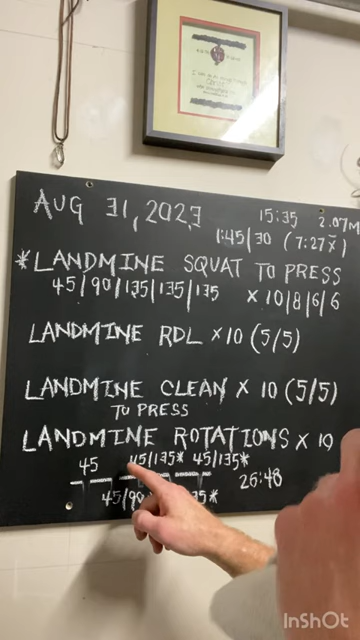 AUG 31, 2023
15:35 2.07M
1:45/30 (7:27 x̄)
*LANDMINE SQUAT TO PRESS
45/90/135/135/135 × 10/8/6/6
LANDMINE RDL × 10 (5/5)
LANDMINE CLEAN × 10 (5/5)
TO PRESS
LANDMINE ROTATIONS × 10
45 45/135* 45/135*
26:48
45/90
InShOt